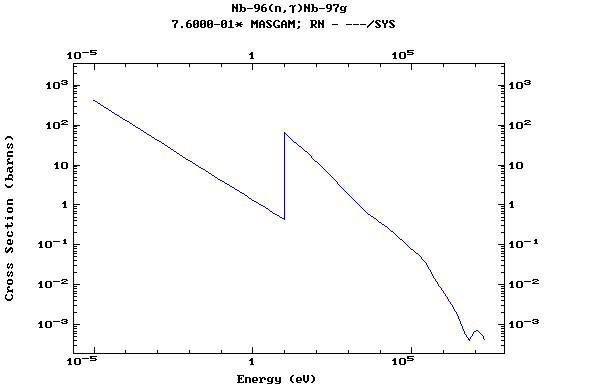 Nb-96(n,γ)Nb-97g
7.6000-01* MASGAM; RN - ---/SYS
10⁻⁵ 1 10⁵
10³ 10³
10² 10²
10 10
1 1
10⁻¹ 10⁻¹
10⁻² 10⁻²
10⁻³ 10⁻³
10⁻⁵ 1 10⁵
Energy (eV)
Cross Section (barns)